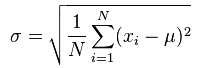 σ = √(1/N ∑_{i=1}^{N} (x_i − μ)²)